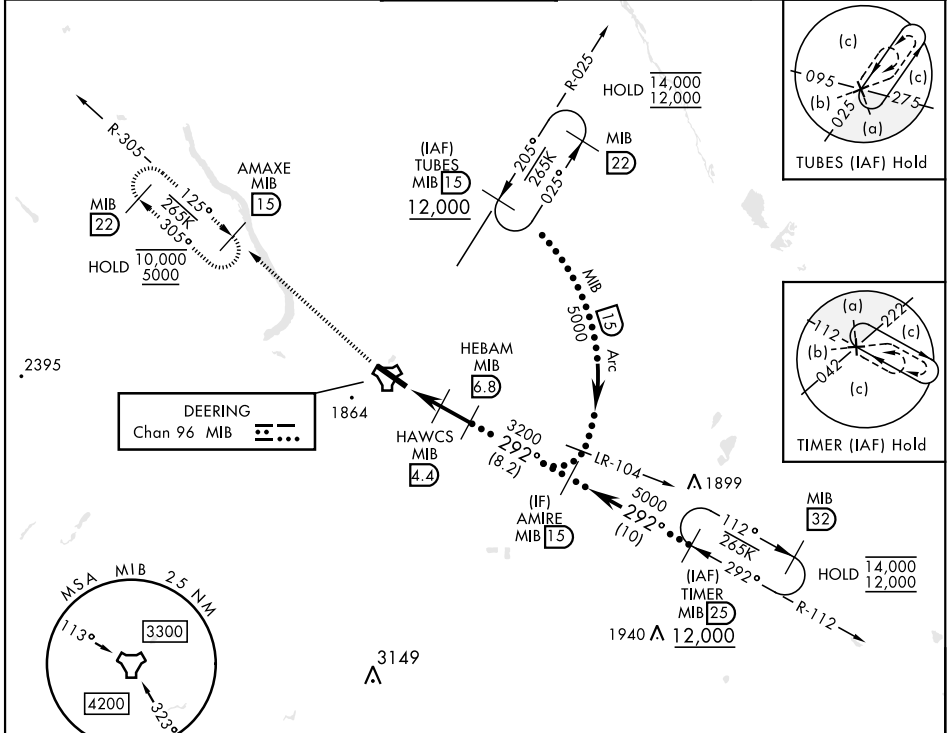 R-305
AMAXE
MIB
15
MIB
22
125°
265K
305°
HOLD 10,000
5000
R-025
HOLD 14,000
12,000
(IAF)
TUBES
MIB 15
12,000
205°
265K
025°
MIB
22
MIB
15
Arc
5000
(c)
095
(c)
(b)
275
025
(a)
TUBES (IAF) Hold
(a)
222
112
(c)
(b)
042
(c)
TIMER (IAF) Hold
2395
HEBAM
MIB
6.8
DEERING
Chan 96 MIB
1864
HAWCS
MIB
4.4
3200
292°
(8.2)
LR-104
1899
(IF)
AMIRE
MIB 15
5000
292°
(10)
112°
265K
292°
MIB
32
HOLD 14,000
12,000
(IAF)
TIMER
MIB 25
12,000
R-112
1940
MSA MIB 25 NM
113°
3300
4200
323°
3149